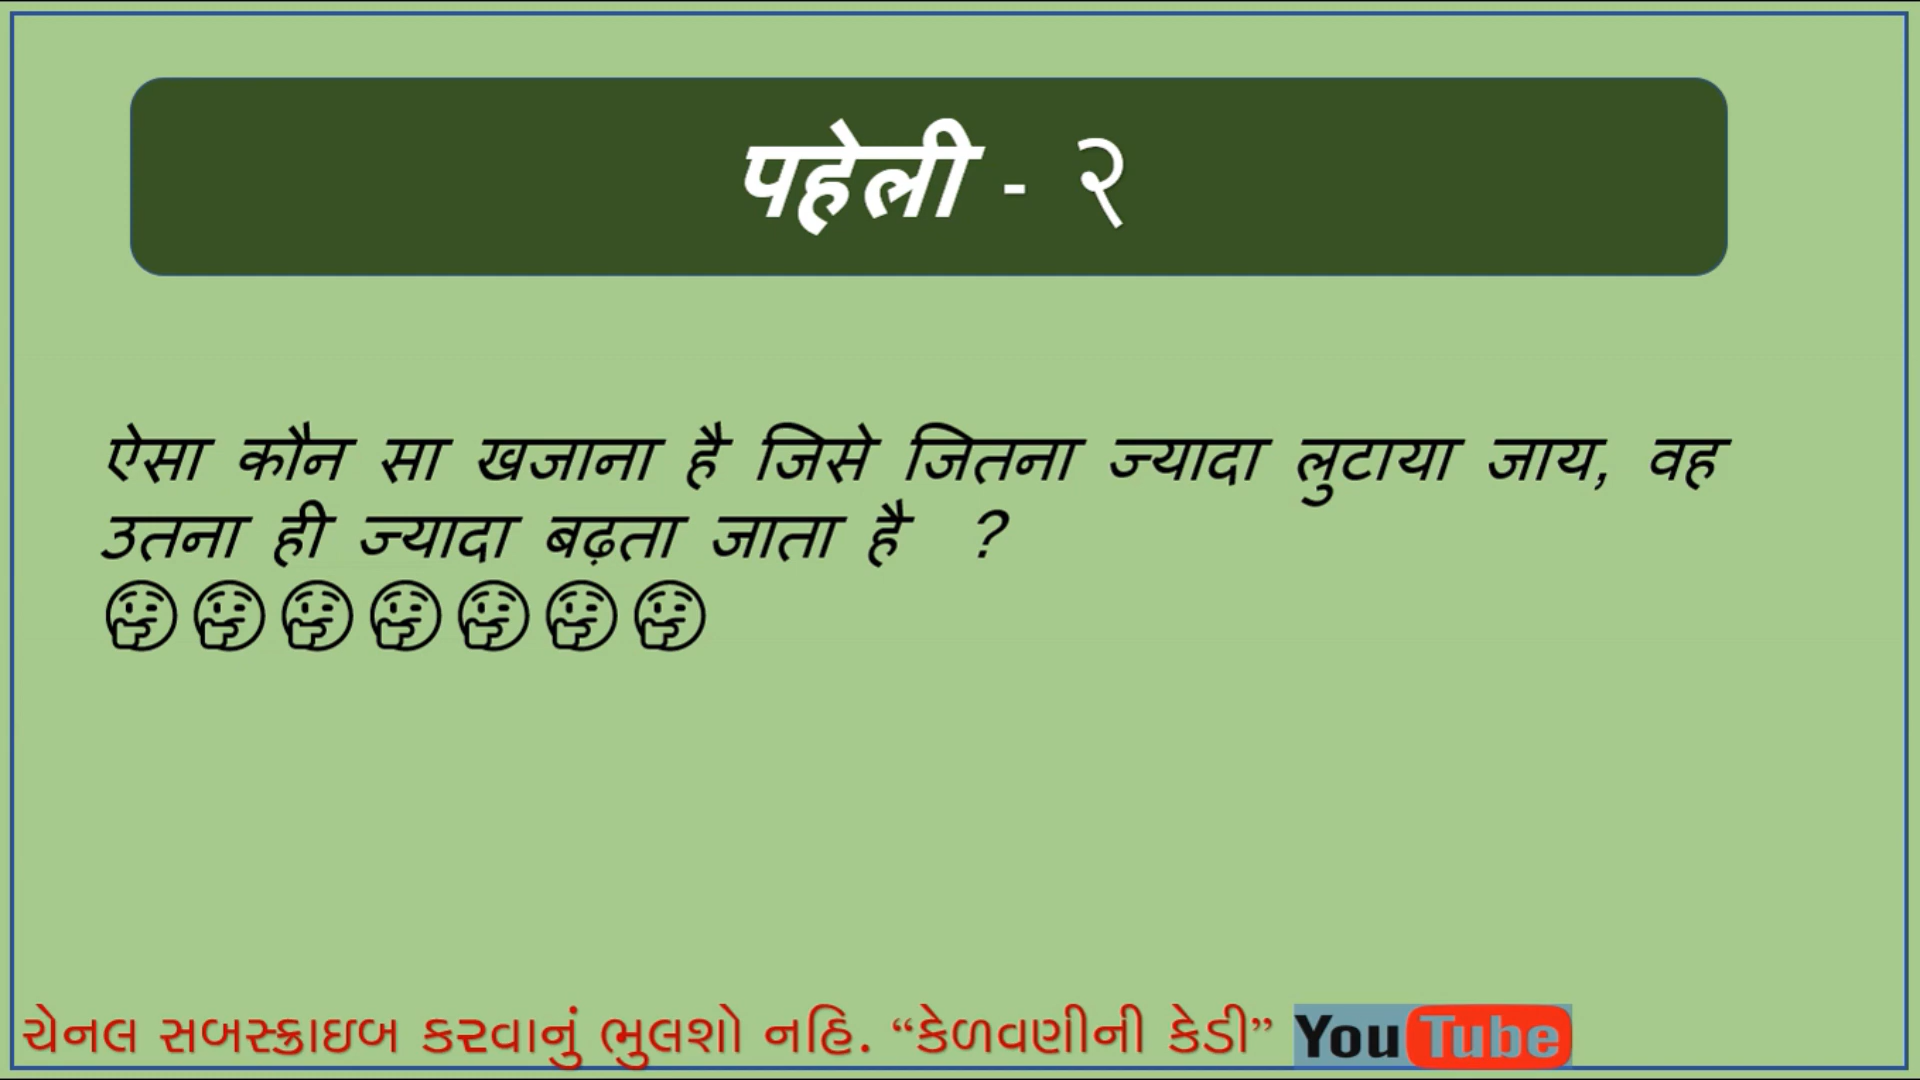 पहेली - २
ऐसा कौन सा खजाना है जिसे जितना ज्यादा लुटाया जाय, वह
उतना ही ज्यादा बढ़ता जाता है ?
🤔🤔🤔🤔🤔🤔🤔
ચેનલ સબસ્ક્રાઇબ કરવાનું ભુલશો નહિ. “કેળવણીની કેડી” YouTube